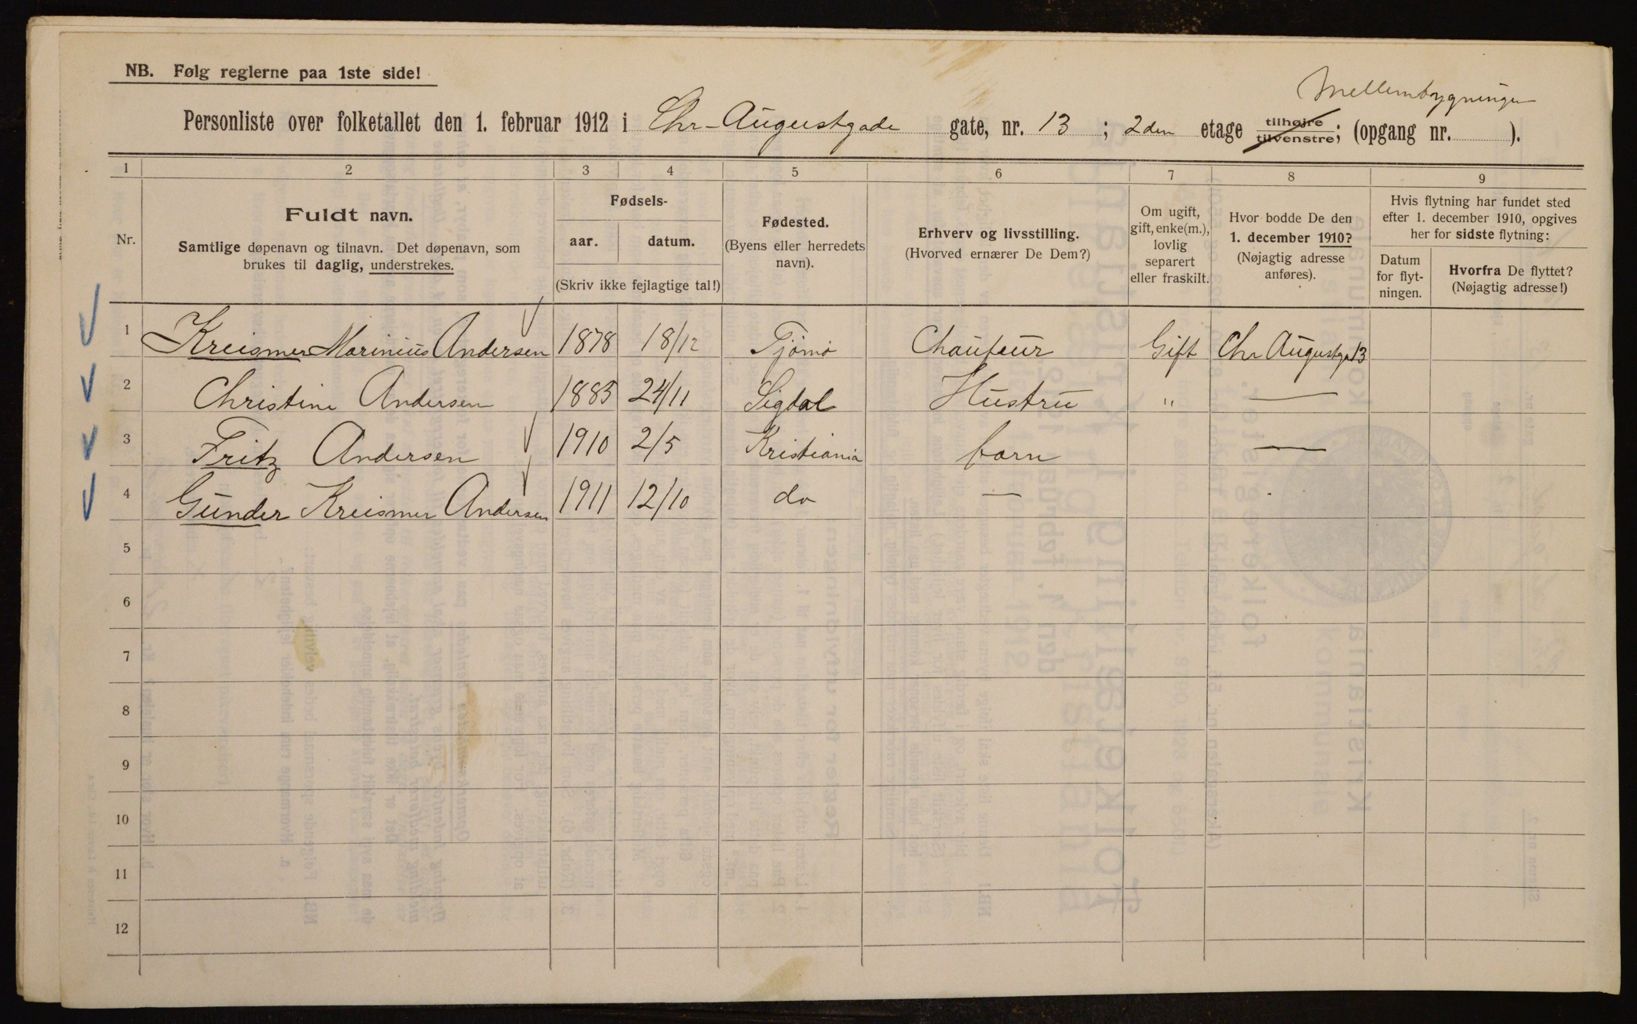 NB. Følg reglerne paa 1ste side!
Mellembygningen
Personliste over folketallet den 1. februar 1912 i Chr-Augustgade gate, nr. 13 ; 2den etage tilhøjre tilvenstre; (opgang nr. ).
1 2 3 4 5 6 7 8 9
Nr.
Fuldt navn.
Samtlige døpenavn og tilnavn. Det døpenavn, som
brukes til daglig, understrekes.
Fødsels-
aar. datum.
(Skriv ikke fejlagtige tal!)
Fødested.
(Byens eller herredets
navn).
Erhverv og livsstilling.
(Hvorved ernærer De Dem?)
Om ugift,
gift, enke(m.),
lovlig
separert
eller fraskilt.
Hvor bodde De den
1. december 1910?
(Nøjagtig adresse
anføres).
Hvis flytning har fundet sted
efter 1. december 1910, opgives
her for sidste flytning:
Datum
for flyt-
ningen.
Hvorfra De flyttet?
(Nøjagtig adresse!)
1 Kreismer Marinius Andersen 1878 18/12 Tjømø Chaufeur Gift Chr Augustga 13
2 Christine Andersen 1885 24/11 Sigdal Hustru " —
3 Fritz Andersen 1910 2/5 Kristiania barn —
4 Gunder Kreismer Andersen 1911 12/10 do —
5
6
7
8
9
10
11
12